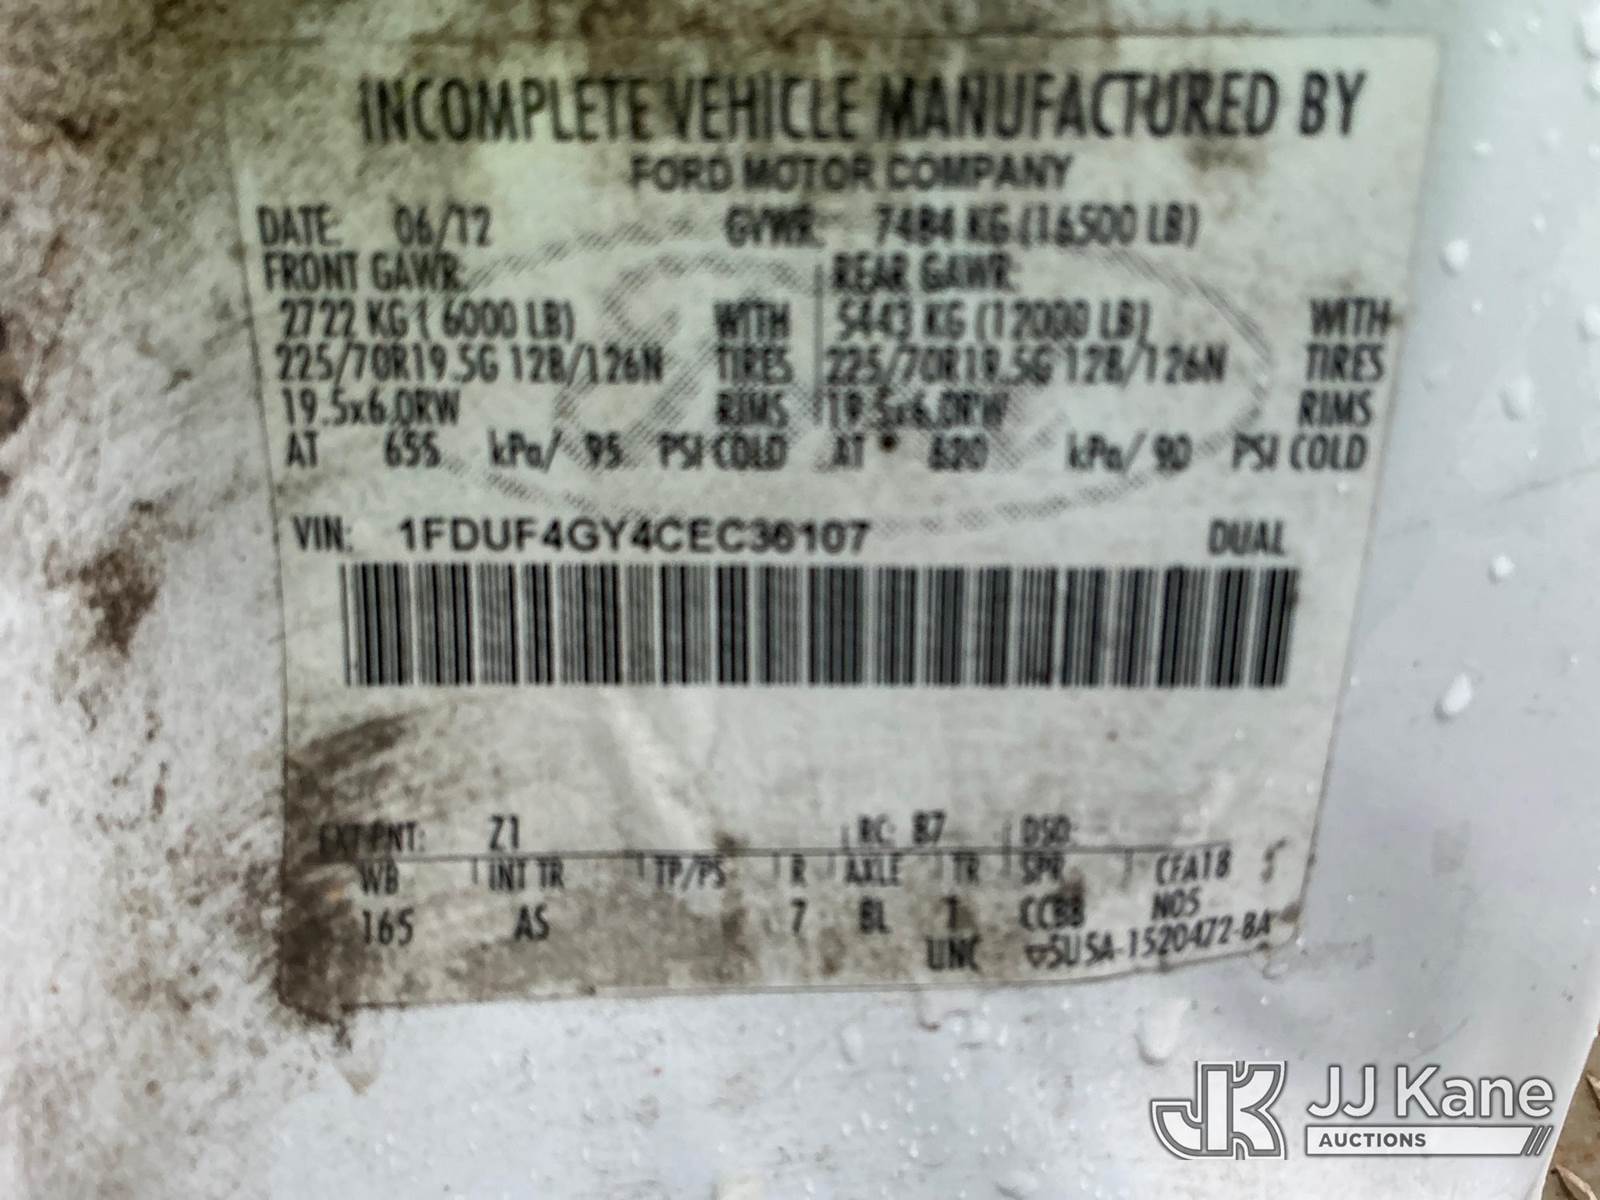 INCOMPLETE VEHICLE MANUFACTURED BY
FORD MOTOR COMPANY
DATE: 06/12 GVWR: 7484 KG (16500 LB)
FRONT GAWR: REAR GAWR:
2722 KG ( 6000 LB) WITH 5443 KG (12000 LB) WITH
225/70R19.5G 128/126N TIRES 225/70R19.5G 128/126N TIRES
19.5x6.0RW RIMS 19.5x6.0RW RIMS
AT 655 kPa/ 95 PSI COLD AT 620 kPa/ 90 PSI COLD
VIN: 1FDUF4GY4CEC36107 DUAL
EXT PNT: Z1 RC: 87 DSO:
WB INT TR TP/PS R AXLE TR SPR CFA18
165 AS 7 BL T CCBB N05
UNC 5U5A-1520472-BA
JK JJ Kane
AUCTIONS